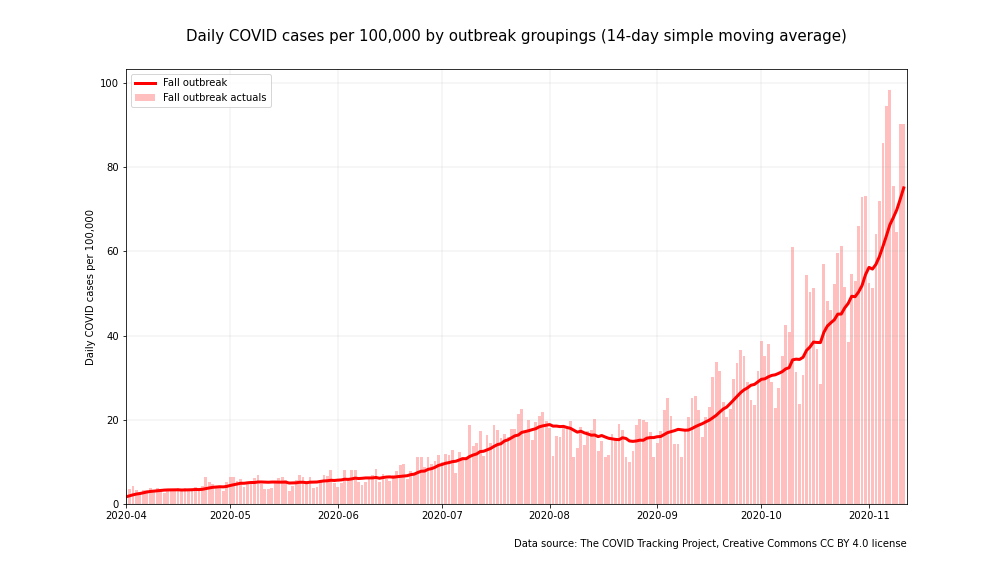 Daily COVID cases per 100,000 by outbreak groupings (14-day simple moving average)
Fall outbreak
Fall outbreak actuals
Daily COVID cases per 100,000
100
80
60
40
20
0
2020-04 2020-05 2020-06 2020-07 2020-08 2020-09 2020-10 2020-11
Data source: The COVID Tracking Project, Creative Commons CC BY 4.0 license